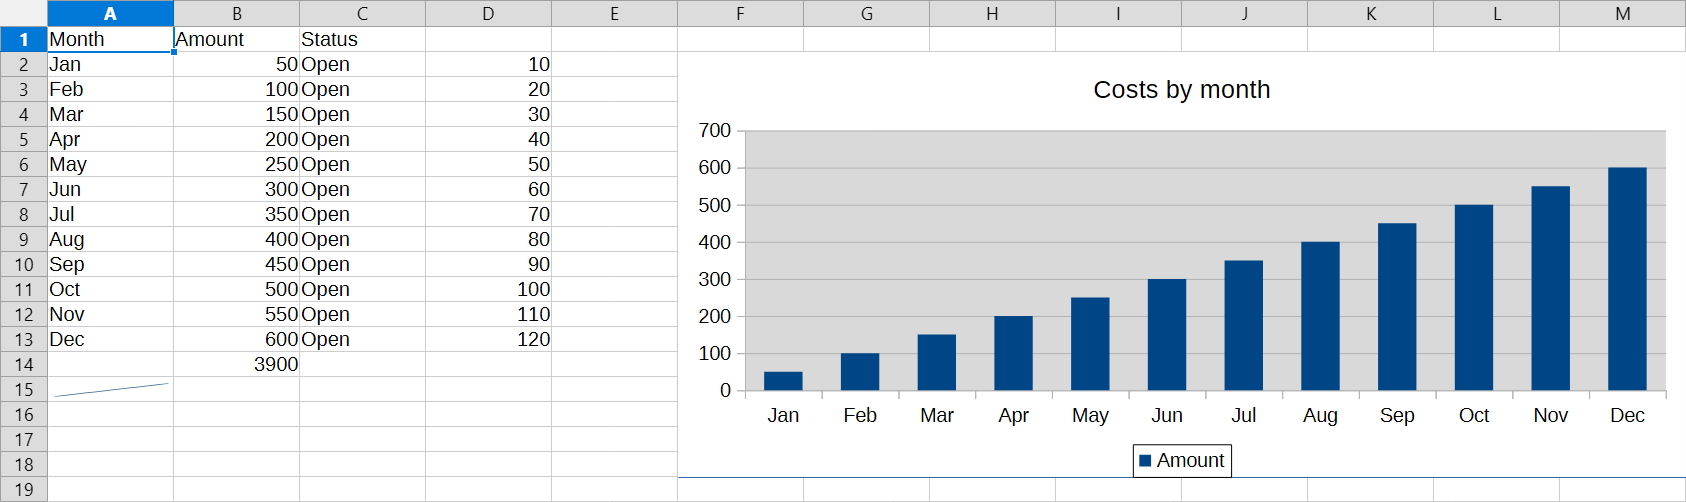 A B C D E F G H I J K L M
1 Month Amount Status
2 Jan 50 Open 10
3 Feb 100 Open 20
4 Mar 150 Open 30
5 Apr 200 Open 40
6 May 250 Open 50
7 Jun 300 Open 60
8 Jul 350 Open 70
9 Aug 400 Open 80
10 Sep 450 Open 90
11 Oct 500 Open 100
12 Nov 550 Open 110
13 Dec 600 Open 120
14 3900
15
16
17
18
19
Costs by month
700
600
500
400
300
200
100
0
Jan Feb Mar Apr May Jun Jul Aug Sep Oct Nov Dec
Amount